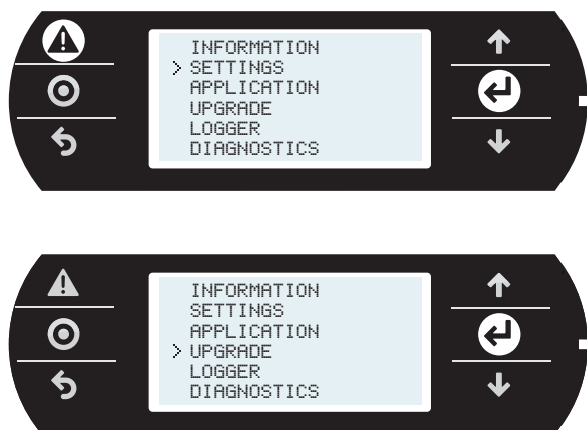 INFORMATION
> SETTINGS
APPLICATION
UPGRADE
LOGGER
DIAGNOSTICS
INFORMATION
SETTINGS
APPLICATION
> UPGRADE
LOGGER
DIAGNOSTICS